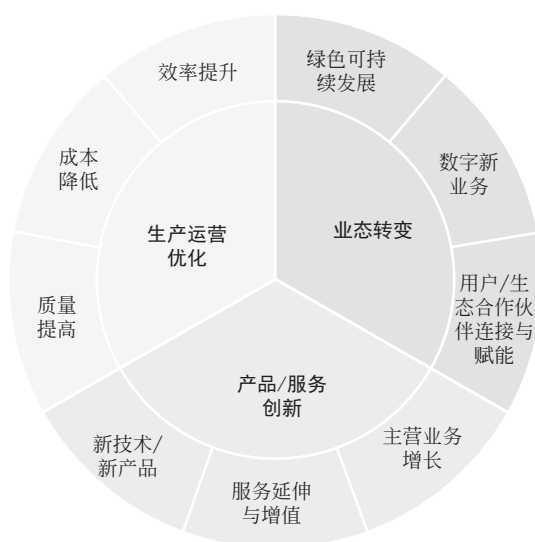 效率提升
绿色可持
续发展
成本
降低
数字新
业务
生产运营
优化
业态转变
质量
提高
用户/生
态合作伙
伴连接与
赋能
产品/服务
创新
新技术/
新产品
主营业务
增长
服务延伸
与增值